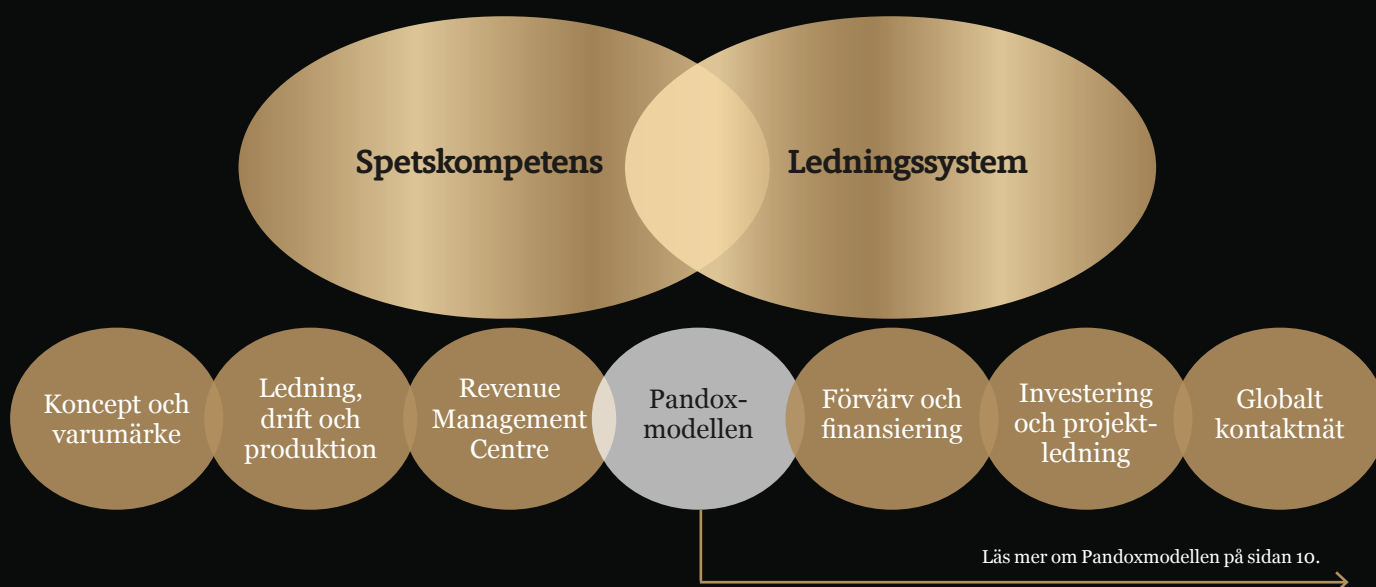 Spetskompetens
Ledningssystem
Koncept och
varumärke
Ledning,
drift och
produktion
Revenue
Management
Centre
Pandox-
modellen
Förvärv och
finansiering
Investering
och projekt-
ledning
Globalt
kontaktnät
Läs mer om Pandoxmodellen på sidan 10.